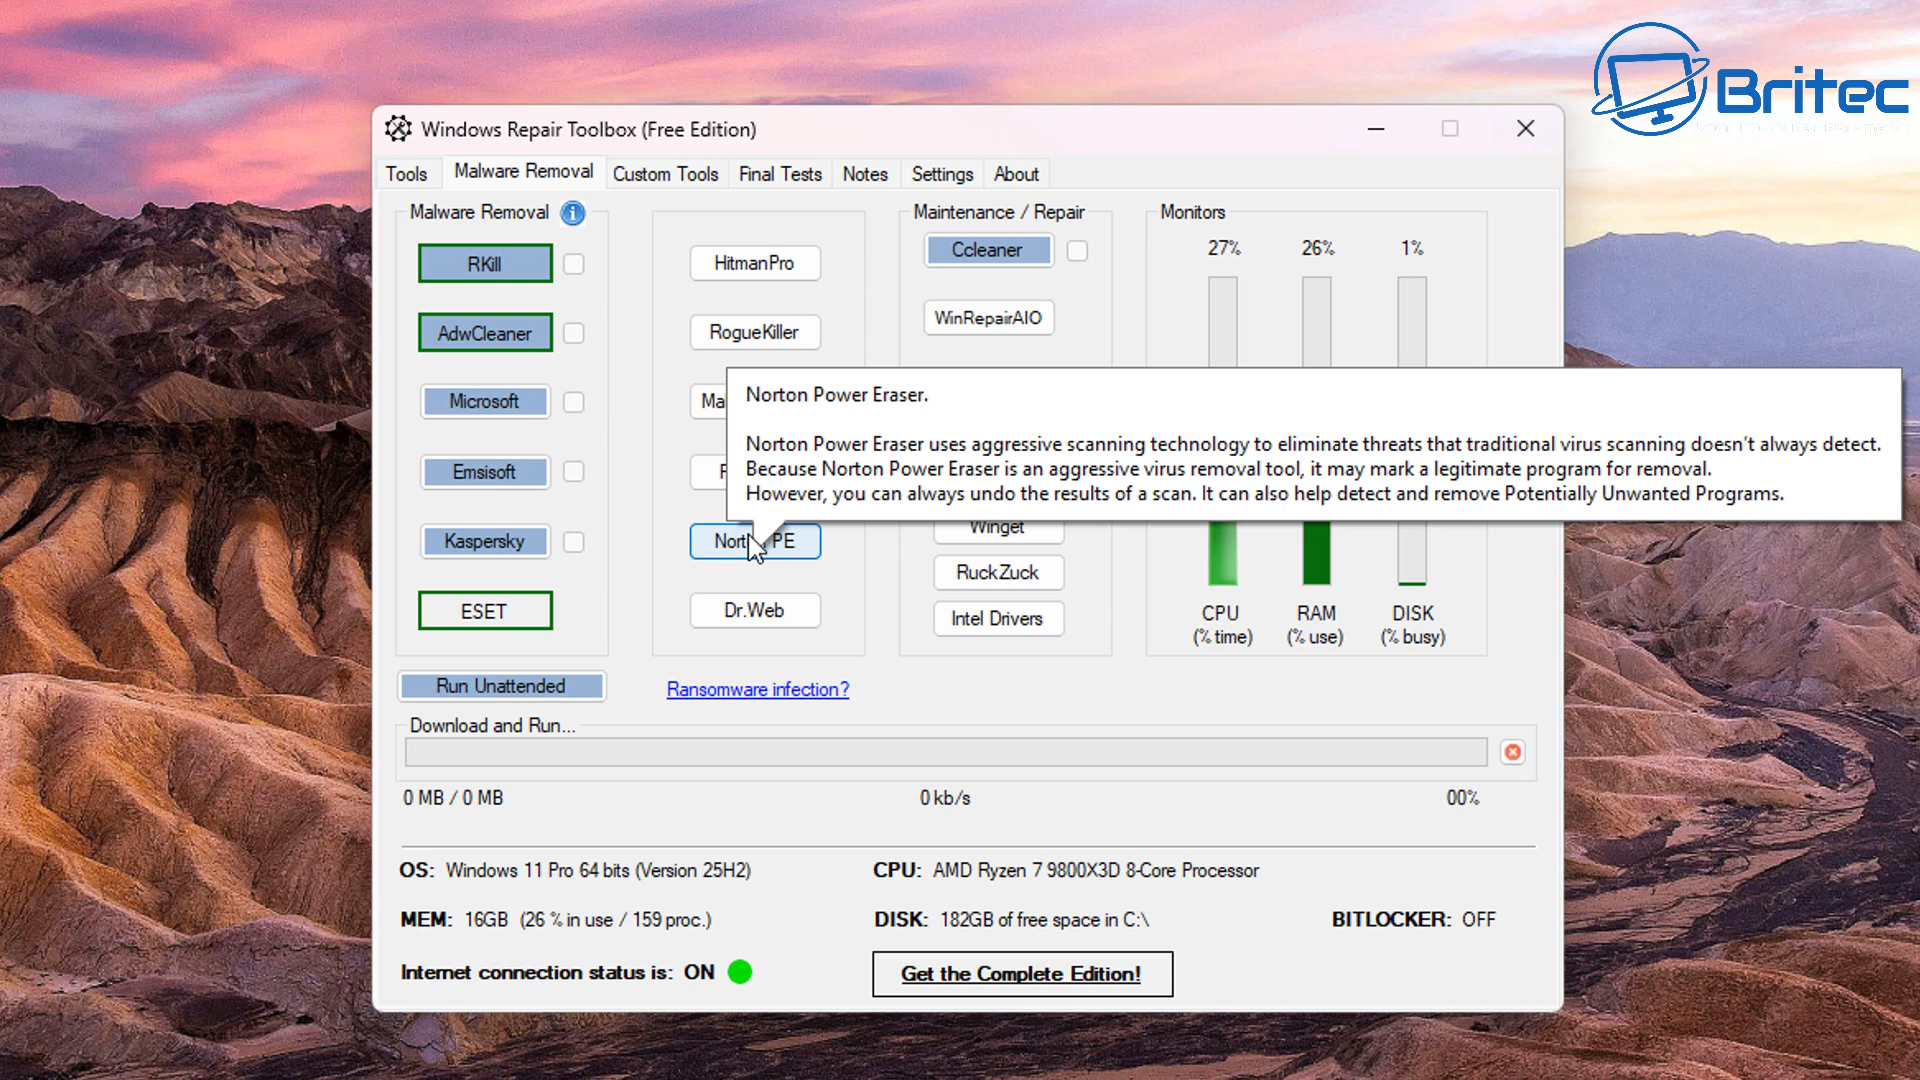 Britec
Windows Repair Toolbox (Free Edition)
Tools
Malware Removal
Custom Tools
Final Tests
Notes
Settings
About
Malware Removal
RKill
AdwCleaner
Microsoft
Emsisoft
Kaspersky
ESET
Run Unattended
HitmanPro
RogueKiller
Norton Power Eraser.
Norton Power Eraser uses aggressive scanning technology to eliminate threats that traditional virus scanning doesn't always detect.
Because Norton Power Eraser is an aggressive virus removal tool, it may mark a legitimate program for removal.
However, you can always undo the results of a scan. It can also help detect and remove Potentially Unwanted Programs.
PE
Dr.Web
Ransomware infection?
Maintenance / Repair
Ccleaner
WinRepairAIO
Winget
RuckZuck
Intel Drivers
Monitors
27%
26%
1%
CPU
(% time)
RAM
(% use)
DISK
(% busy)
Download and Run...
0 MB / 0 MB
0 kb/s
00%
OS: Windows 11 Pro 64 bits (Version 25H2)
CPU: AMD Ryzen 7 9800X3D 8-Core Processor
MEM: 16GB (26 % in use / 159 proc.)
DISK: 182GB of free space in C:\
BITLOCKER: OFF
Internet connection status is: ON
Get the Complete Edition!